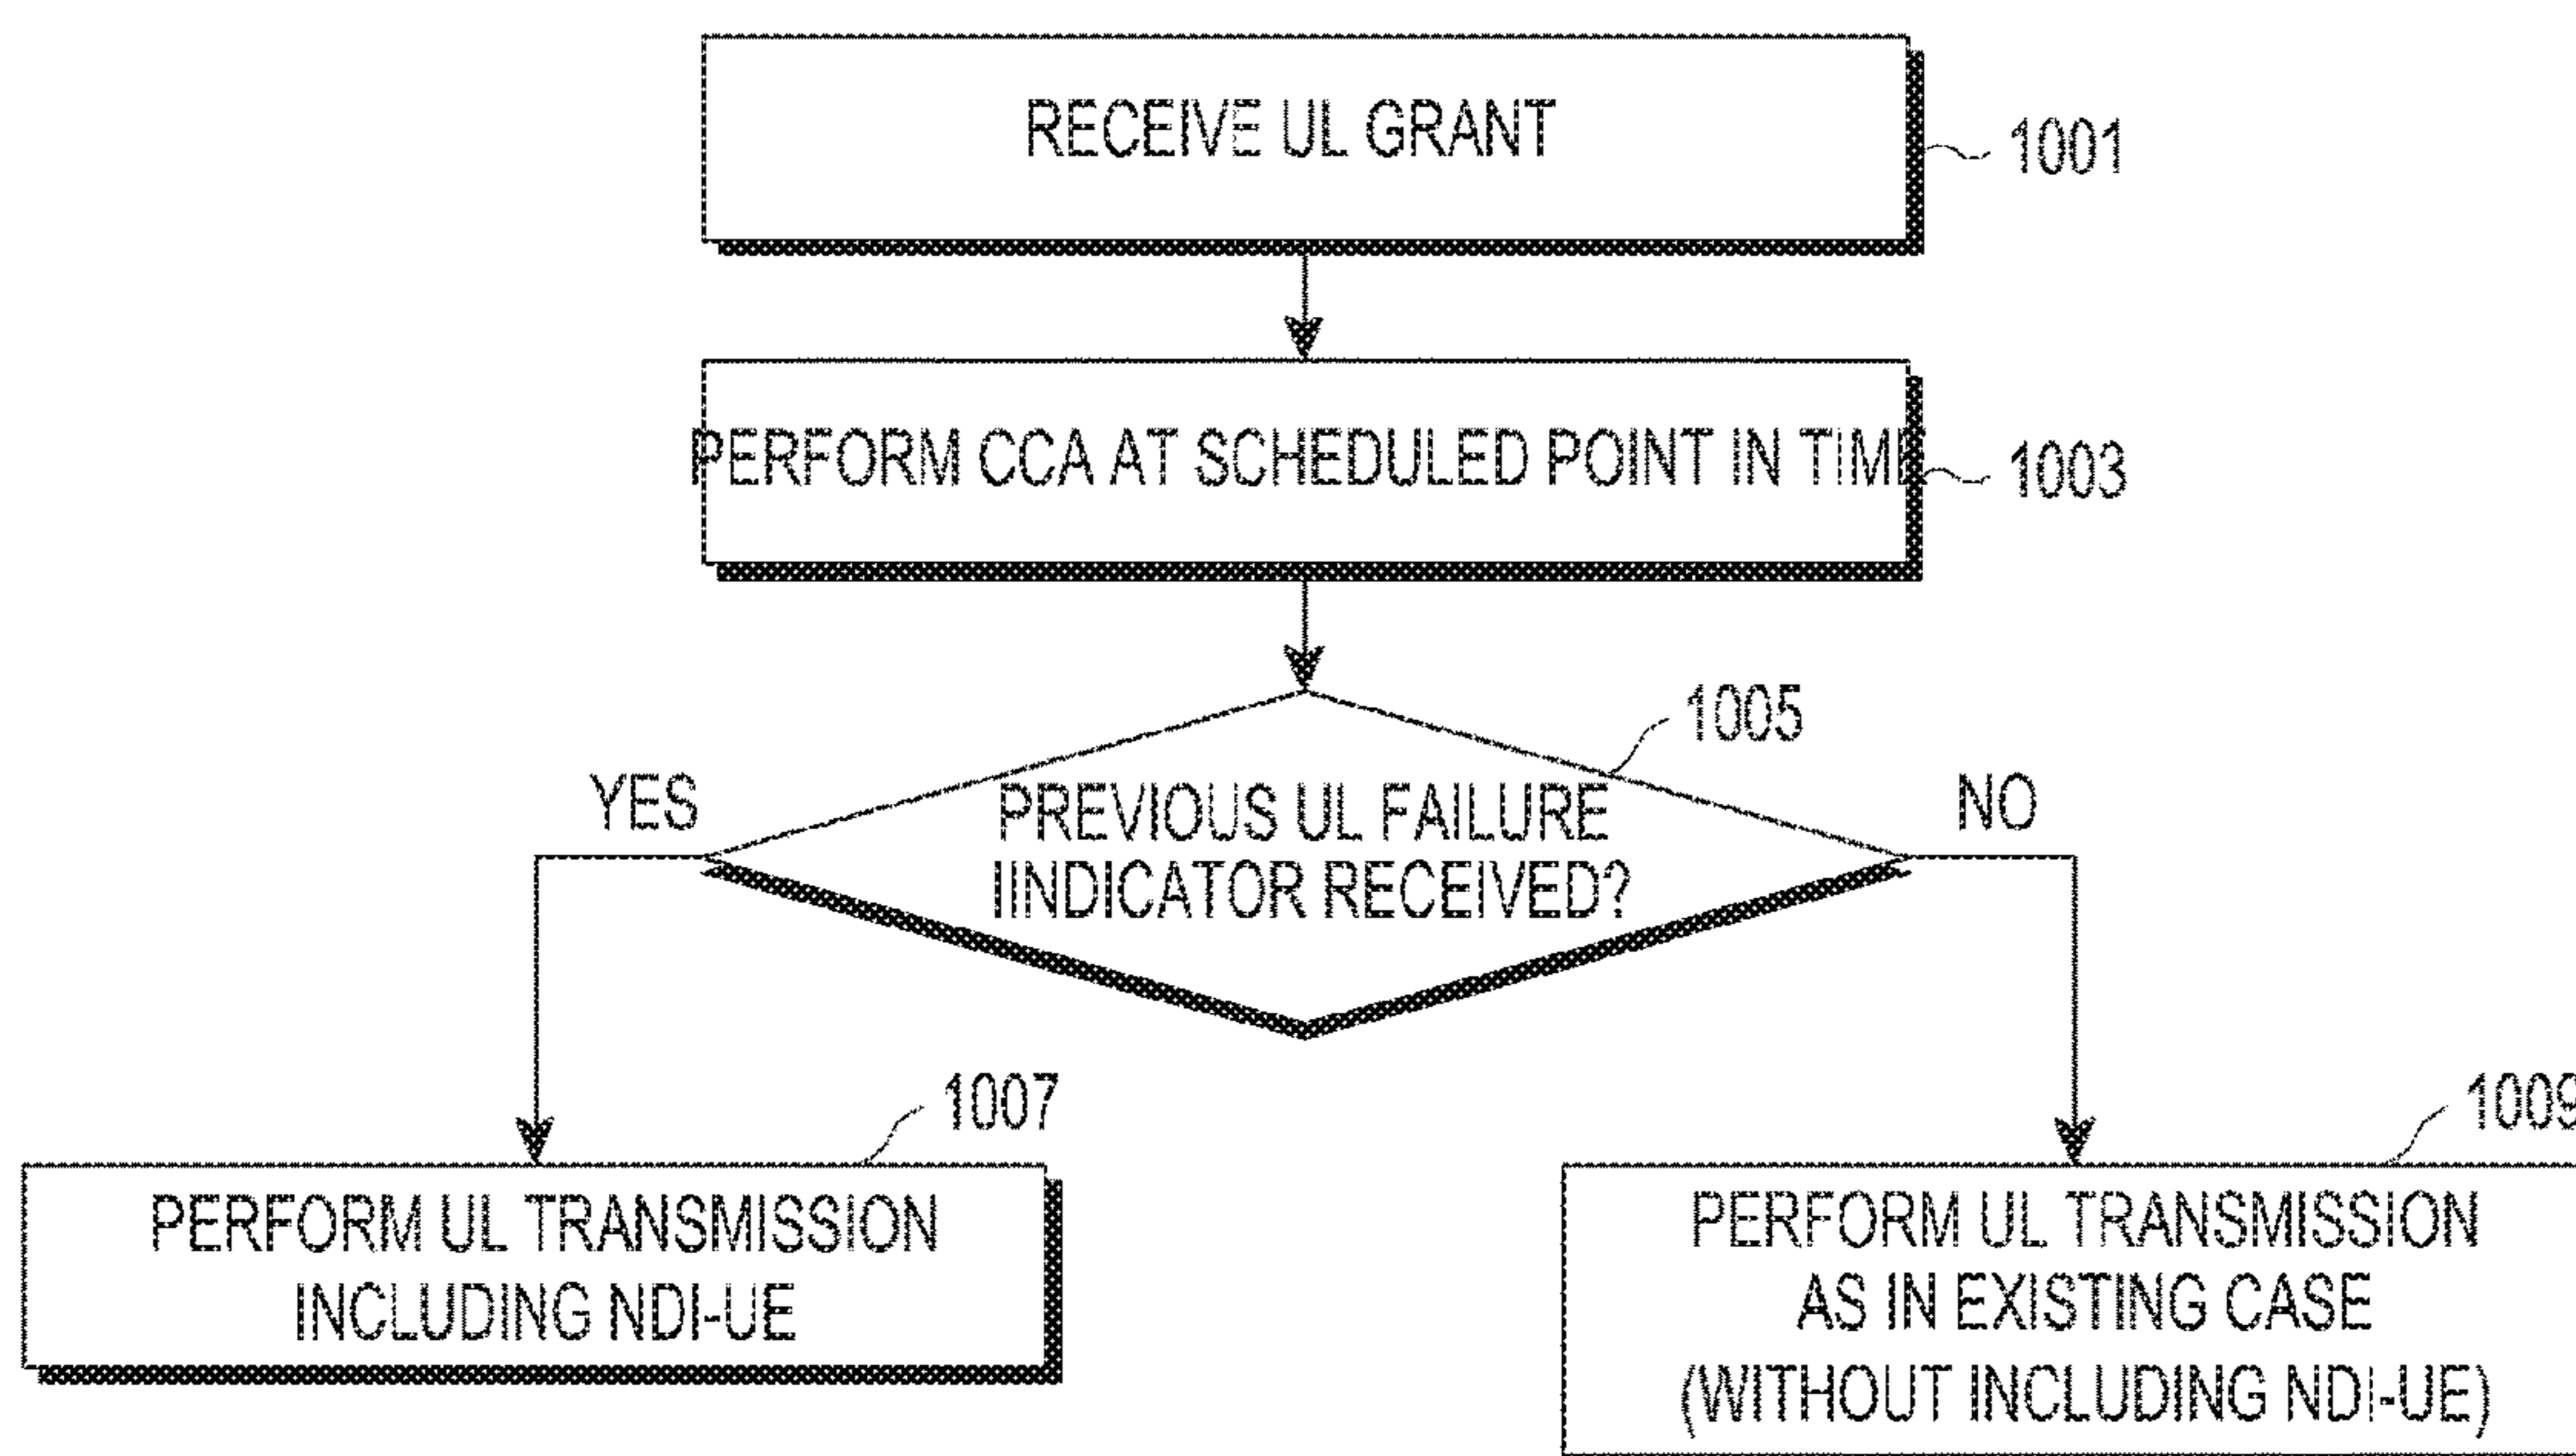 RECEIVE UL GRANT
1001
PERFORM CCA AT SCHEDULED POINT IN TIME
1003
1005
YES
NO
PREVIOUS UL FAILURE
IINDICATOR RECEIVED?
1007
1009
PERFORM UL TRANSMISSION
INCLUDING NDI-UE
PERFORM UL TRANSMISSION
AS IN EXISTING CASE
(WITHOUT INCLUDING NDI-UE)